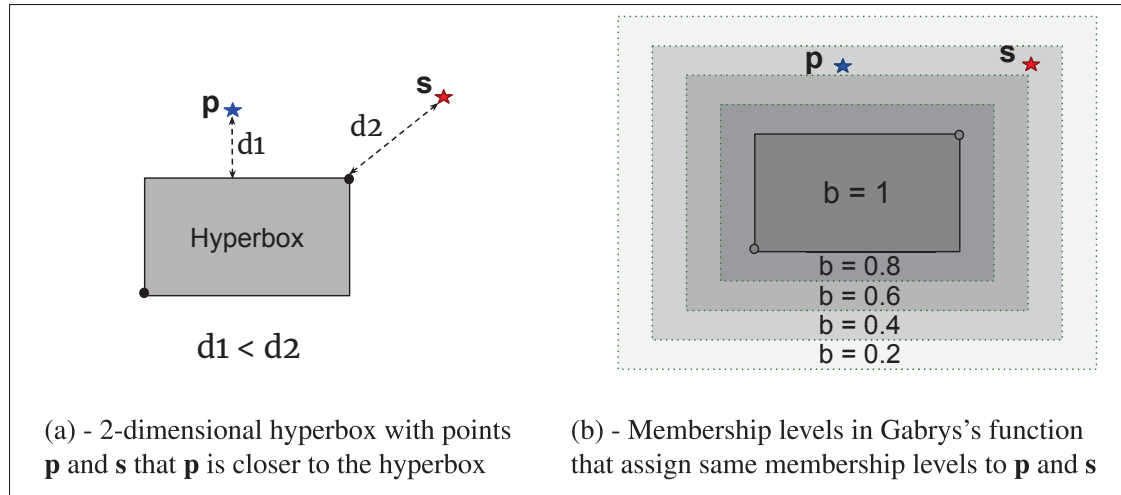 p
s
d1
d2
Hyperbox
d1 < d2
(a) - 2-dimensional hyperbox with points
p and s that p is closer to the hyperbox
p
s
b = 1
b = 0.8
b = 0.6
b = 0.4
b = 0.2
(b) - Membership levels in Gabrys's function
that assign same membership levels to p and s